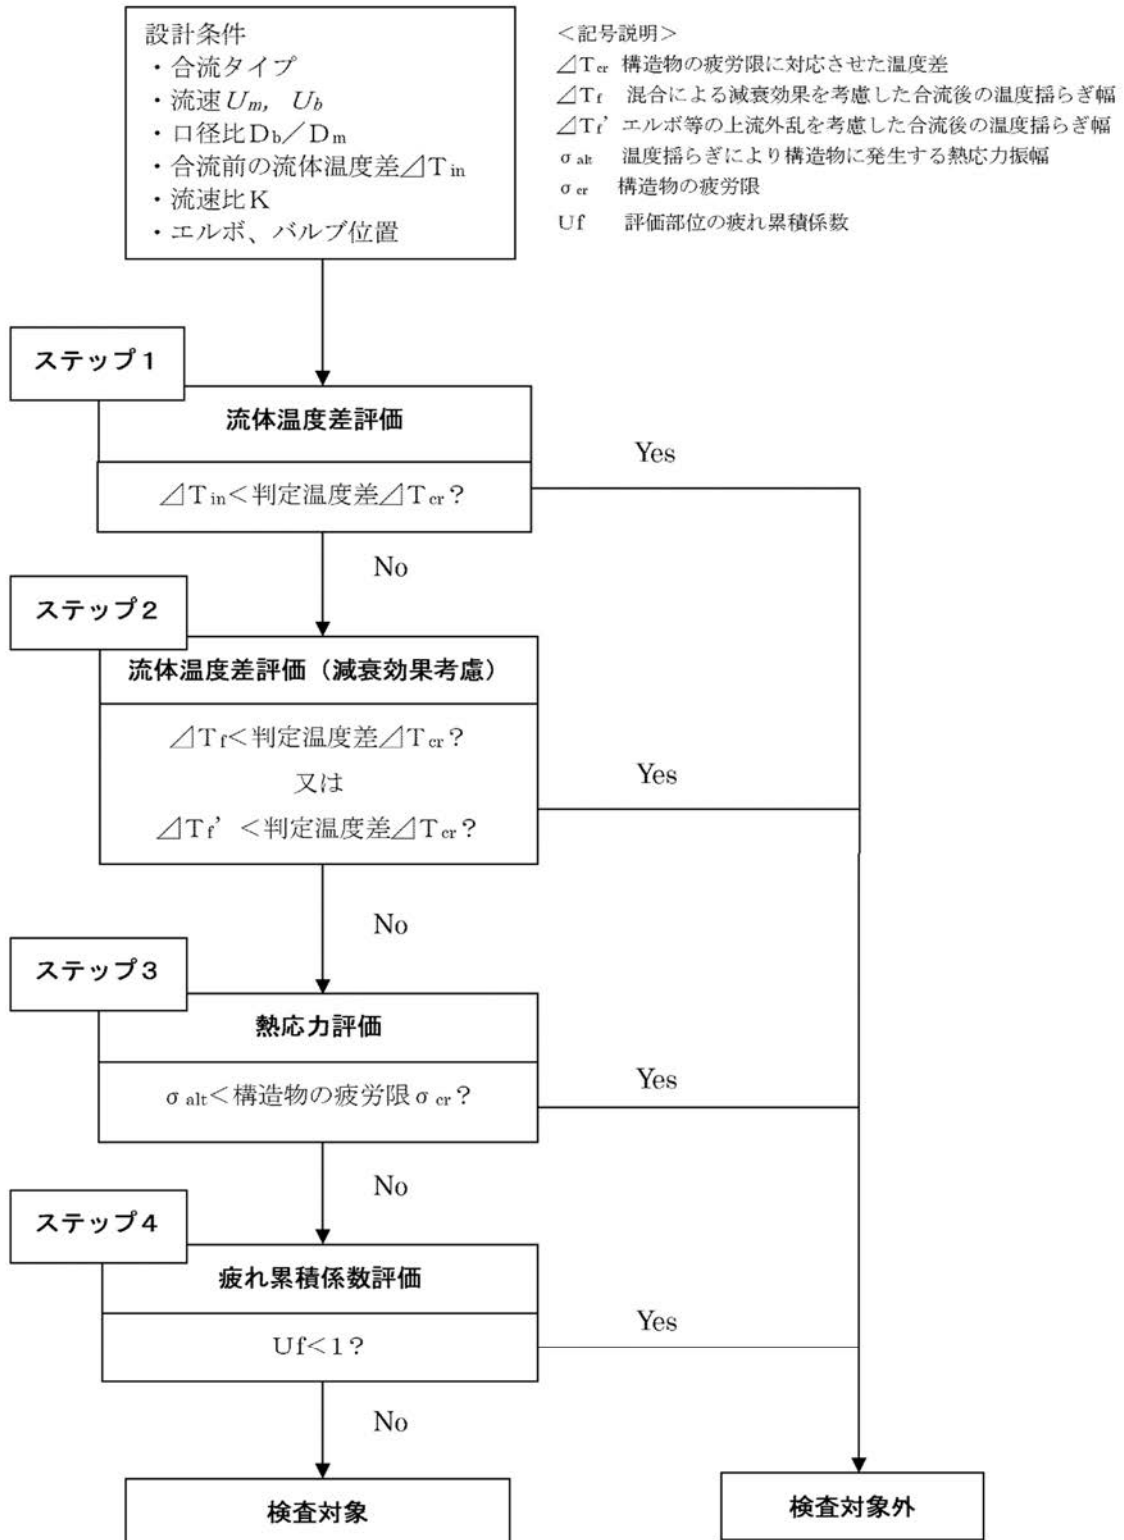 設計条件
・合流タイプ
・流速Um, Ub
・口径比Db／Dm
・合流前の流体温度差⊿Tin
・流速比K
・エルボ、バルブ位置
＜記号説明＞
⊿Tcr 構造物の疲労限に対応させた温度差
⊿Tf 混合による減衰効果を考慮した合流後の温度揺らぎ幅
⊿Tf’ エルボ等の上流外乱を考慮した合流後の温度揺らぎ幅
σalt 温度揺らぎにより構造物に発生する熱応力振幅
σcr 構造物の疲労限
Uf 評価部位の疲れ累積係数
ステップ１
流体温度差評価
⊿Tin＜判定温度差⊿Tcr？
Yes
No
ステップ２
流体温度差評価（減衰効果考慮）
⊿Tf＜判定温度差⊿Tcr？
又は
⊿Tf’＜判定温度差⊿Tcr？
Yes
No
ステップ３
熱応力評価
σalt＜構造物の疲労限σcr？
Yes
No
ステップ４
疲れ累積係数評価
Uf＜1？
Yes
No
検査対象
検査対象外